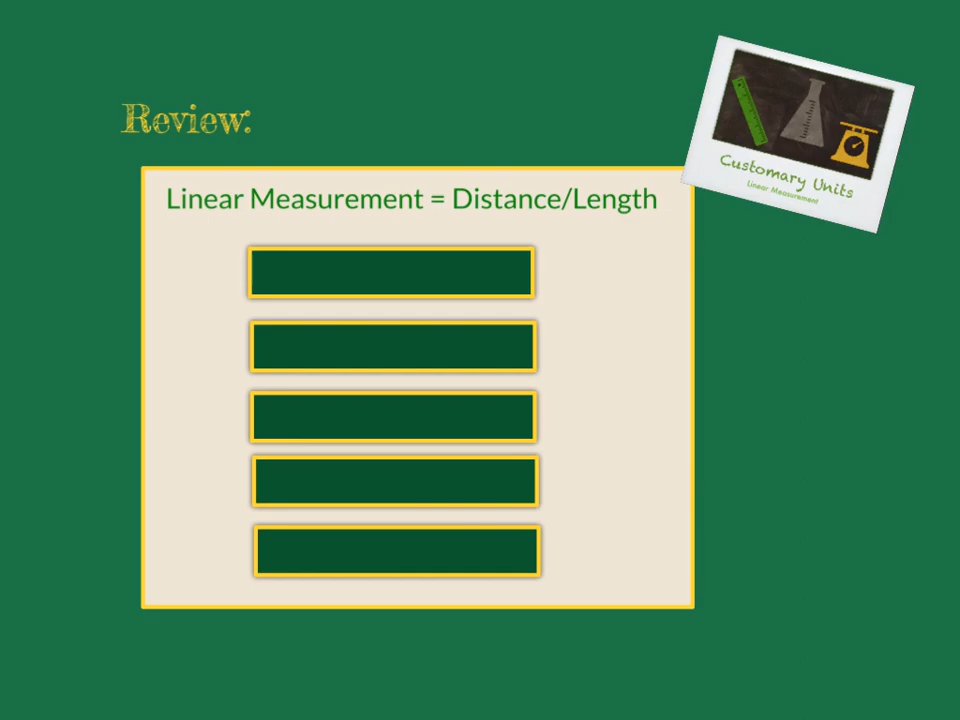 Review:
Linear Measurement = Distance/Length
Customary Units
Linear Measurement